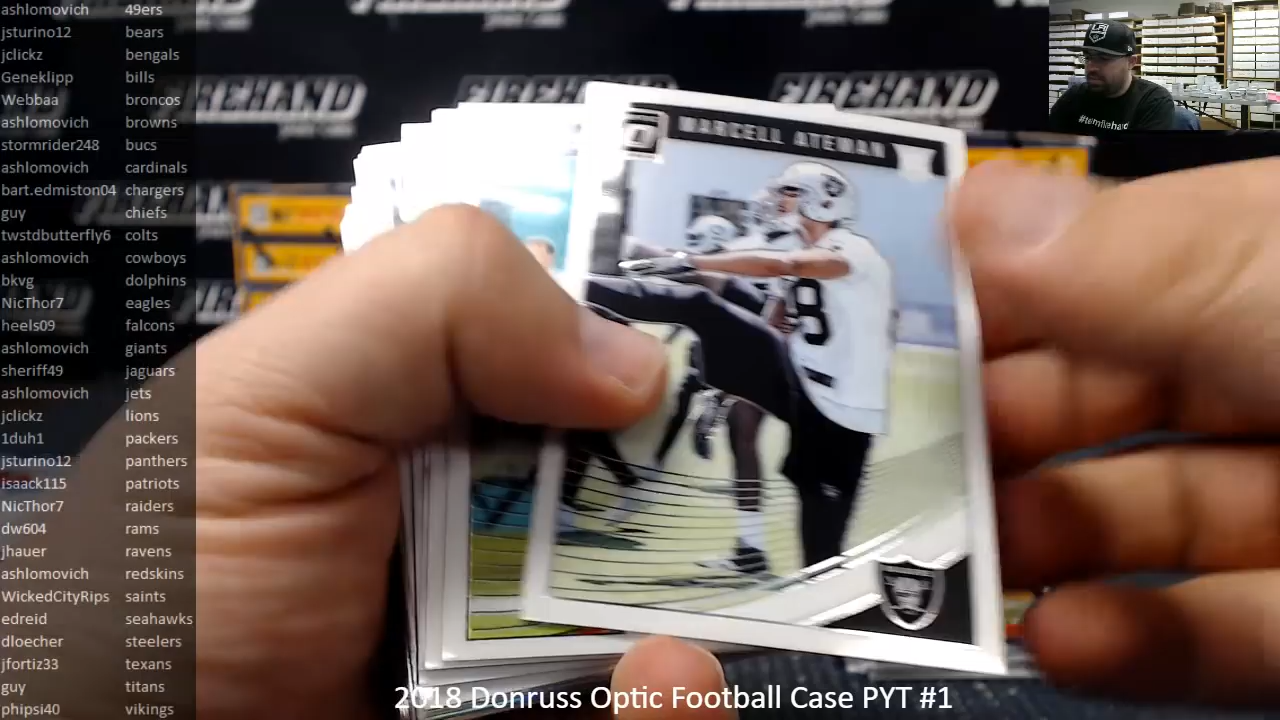 ashlomovich 49ers
jsturino12 bears
jclickz bengals
Geneklipp bills
Webbaa broncos
ashlomovich browns
stormrider248 bucs
ashlomovich cardinals
bart.edmiston04 chargers
guy chiefs
twstdbutterfly6 colts
ashlomovich cowboys
bkvg dolphins
NicThor7 eagles
heels09 falcons
ashlomovich giants
sheriff49 jaguars
ashlomovich jets
jclickz lions
1duh1 packers
jsturino12 panthers
isaack115 patriots
NicThor7 raiders
dw604 rams
jhauer ravens
ashlomovich redskins
WickedCityRips saints
edreid seahawks
dloecher steelers
jfortiz33 texans
guy titans
phipsi40 vikings
FIREHAND
MARCELL ATEMAN
8
2018 Donruss Optic Football Case PYT #1